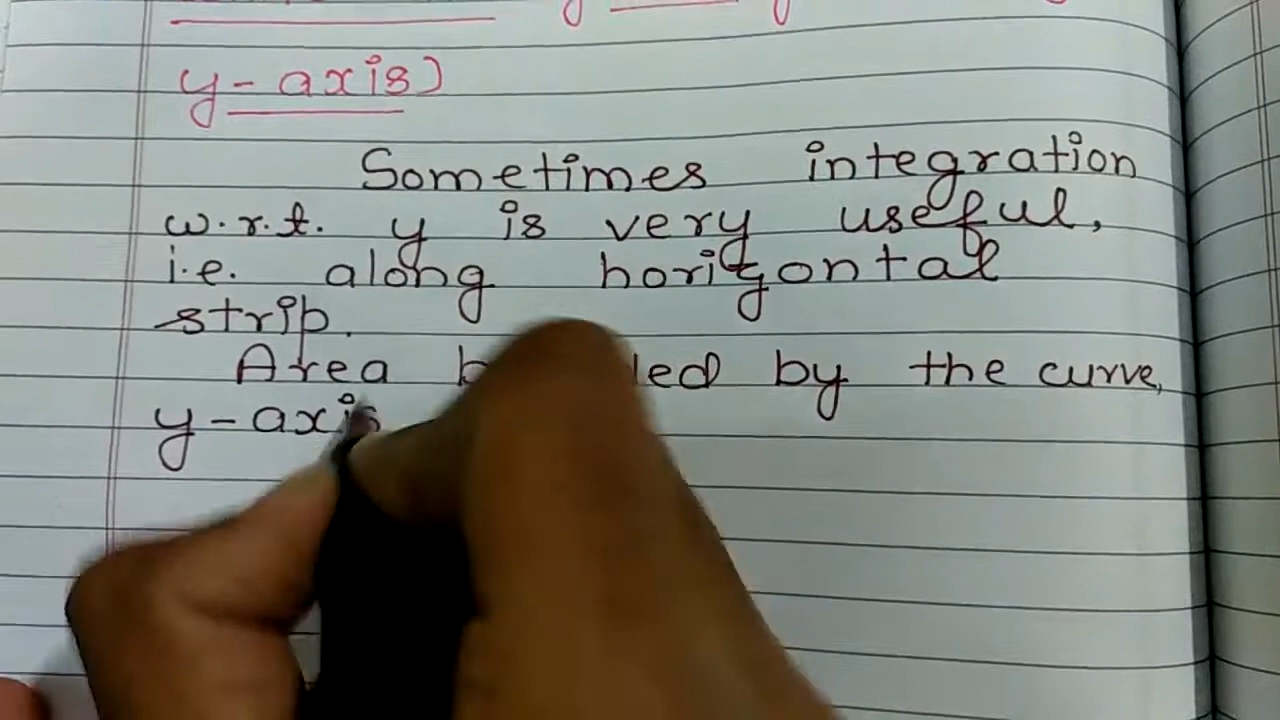 y-axis)
Sometimes integration
w.r.t. y is very useful,
i.e. along horizontal
strip.
Area by the curve,
y-axis